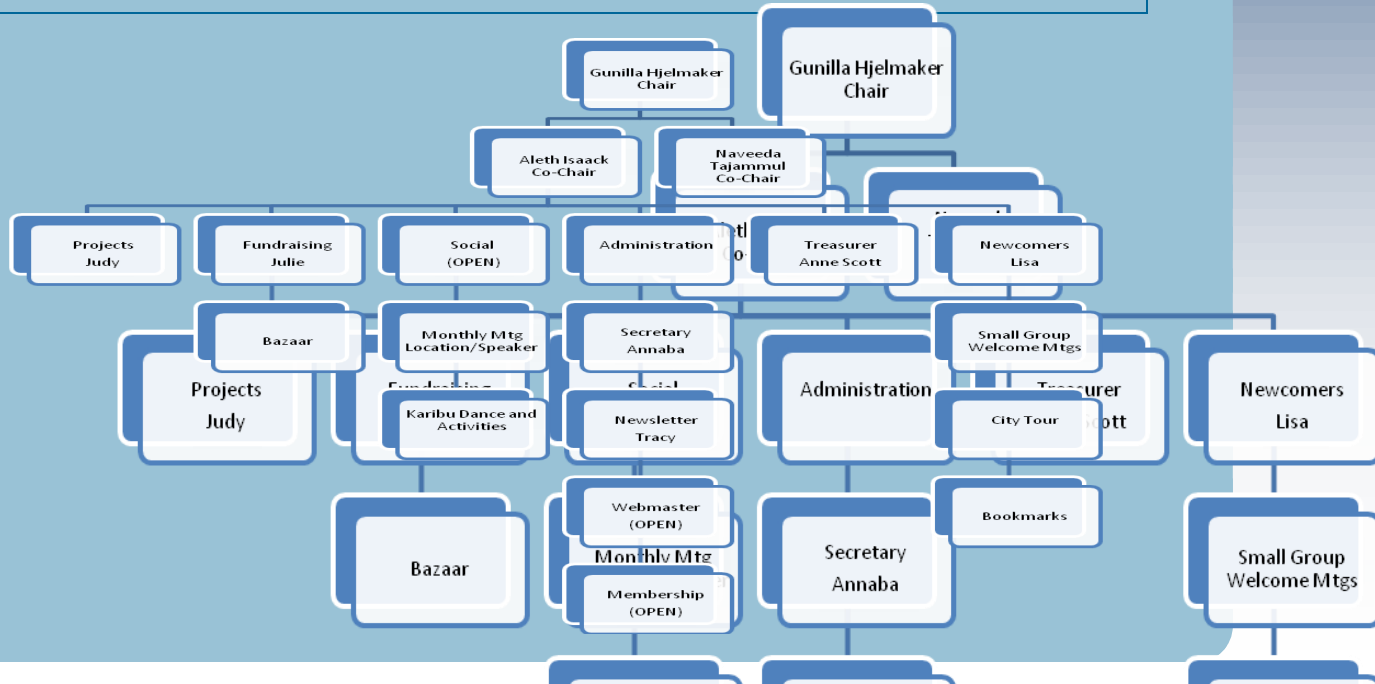 Gunilla Hjelmaker
Chair
Gunilla Hjelmaker
Chair
Aleth Isaack
Co-Chair
Naveeda
Tajammul
Co-Chair
Projects
Judy
Fundraising
Julie
Social
(OPEN)
Administration
Treasurer
Anne Scott
Newcomers
Lisa
Bazaar
Monthly Mtg
Location/Speaker
Secretary
Annaba
Small Group
Welcome Mtgs
Karibu Dance and
Activities
Newsletter
Tracy
City Tour
Webmaster
(OPEN)
Bookmarks
Membership
(OPEN)
Projects
Judy
Fundraising
Social
Administration
Treasurer
Scott
Newcomers
Lisa
Bazaar
Monthly Mtg
Secretary
Annaba
Small Group
Welcome Mtgs